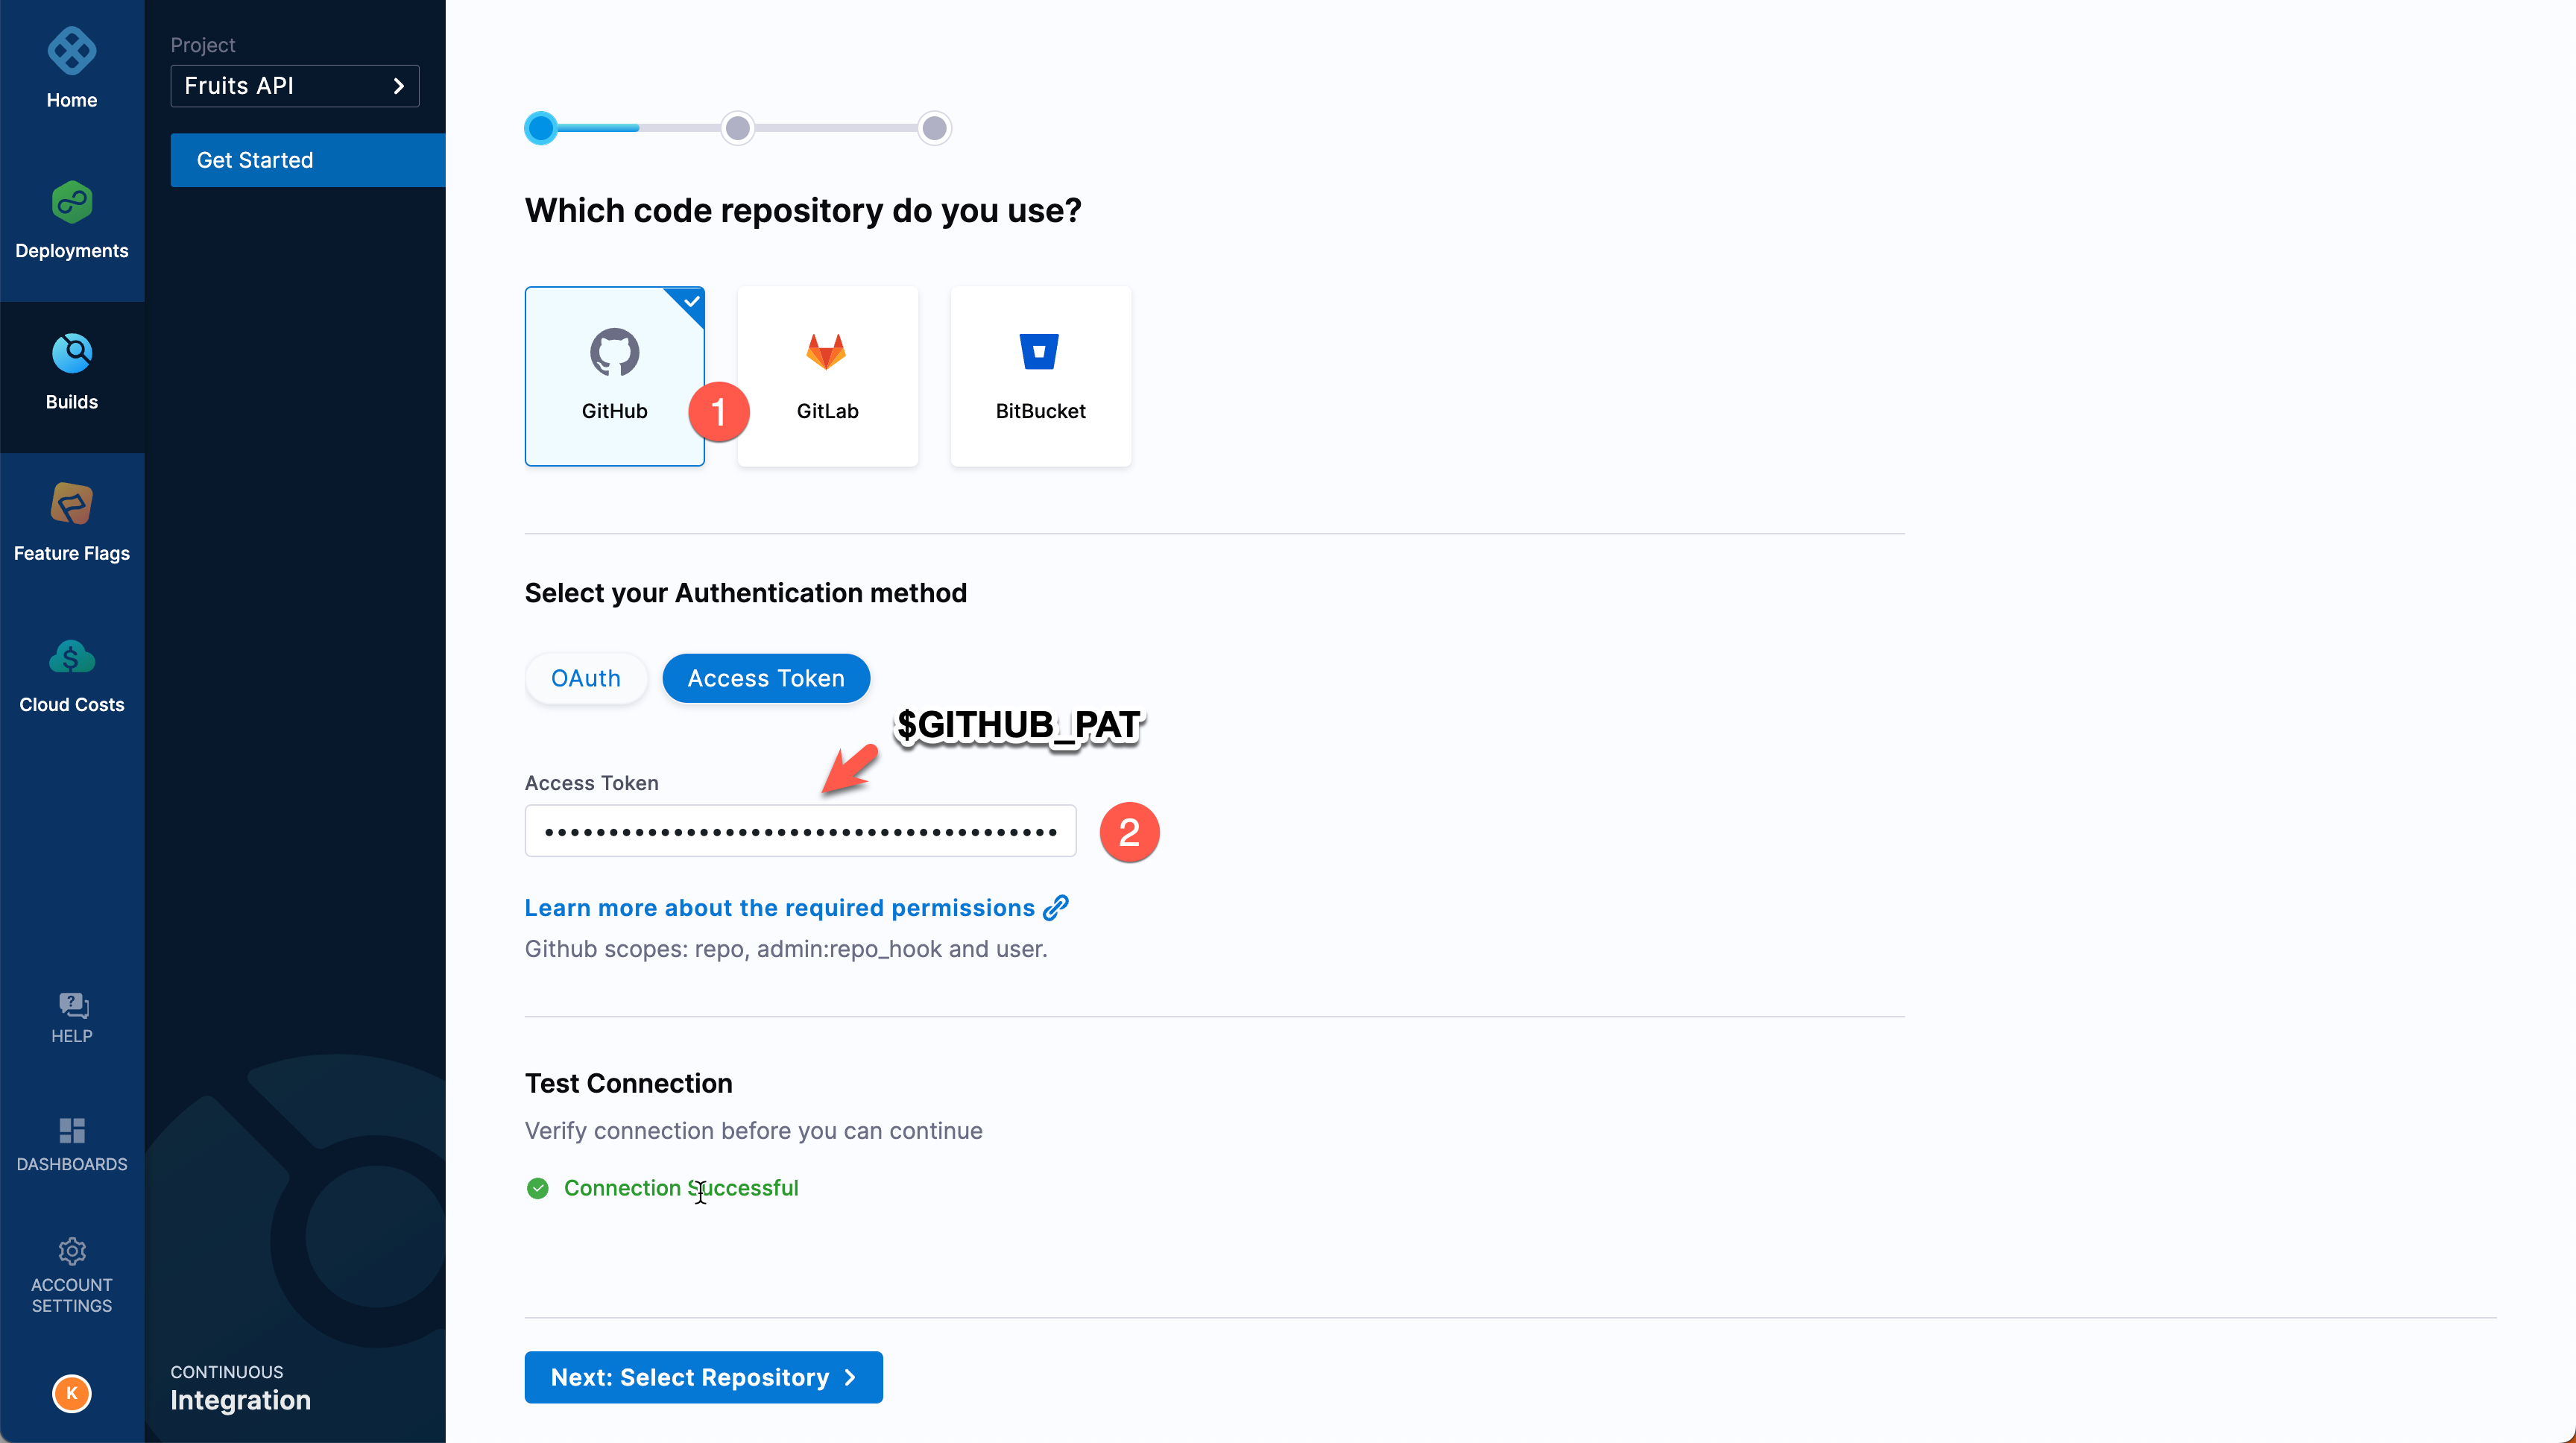 Home
Deployments
Builds
Feature Flags
Cloud Costs
HELP
DASHBOARDS
ACCOUNT
SETTINGS
K
Project
Fruits API
Get Started
CONTINUOUS
Integration
Which code repository do you use?
GitHub
1
GitLab
BitBucket
Select your Authentication method
OAuth
Access Token
$GITHUB_PAT
Access Token
2
Learn more about the required permissions
Github scopes: repo, admin:repo_hook and user.
Test Connection
Verify connection before you can continue
Connection Successful
Next: Select Repository